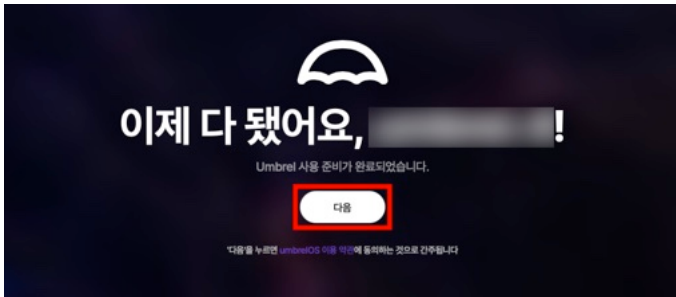 이제 다 됐어요, !
Umbrel 사용 준비가 완료되었습니다.
다음
'다음'을 누르면 umbrelOS 이용 약관에 동의하는 것으로 간주됩니다